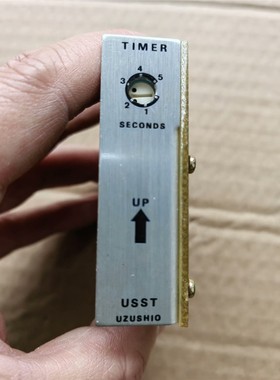 TIMER
3 4 5
2 1
SECONDS
UP
USST
UZUSHIO